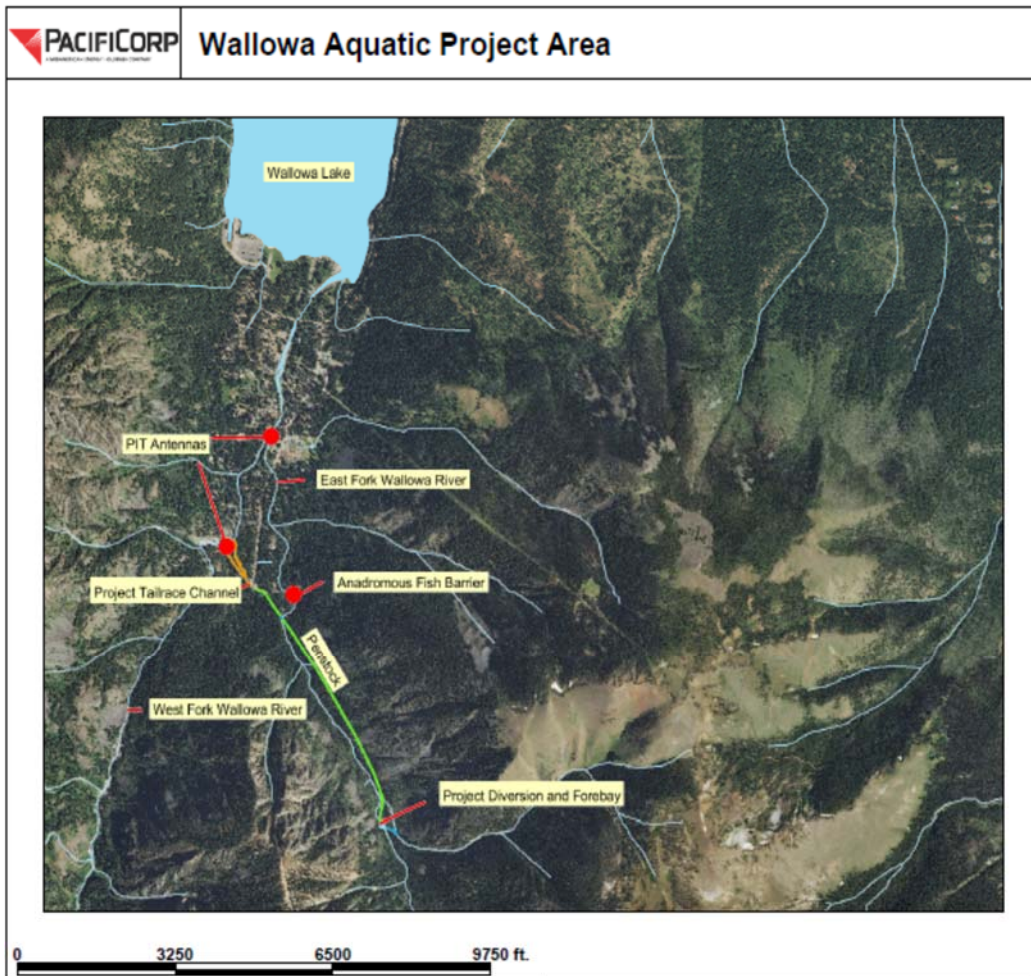 PACIFICORP
Wallowa Aquatic Project Area
Wallowa Lake
PIT Antennas
East Fork Wallowa River
Anadromous Fish Barrier
Project Tailrace Channel
Penstock
West Fork Wallowa River
Project Diversion and Forebay
0 3250 6500 9750 ft.